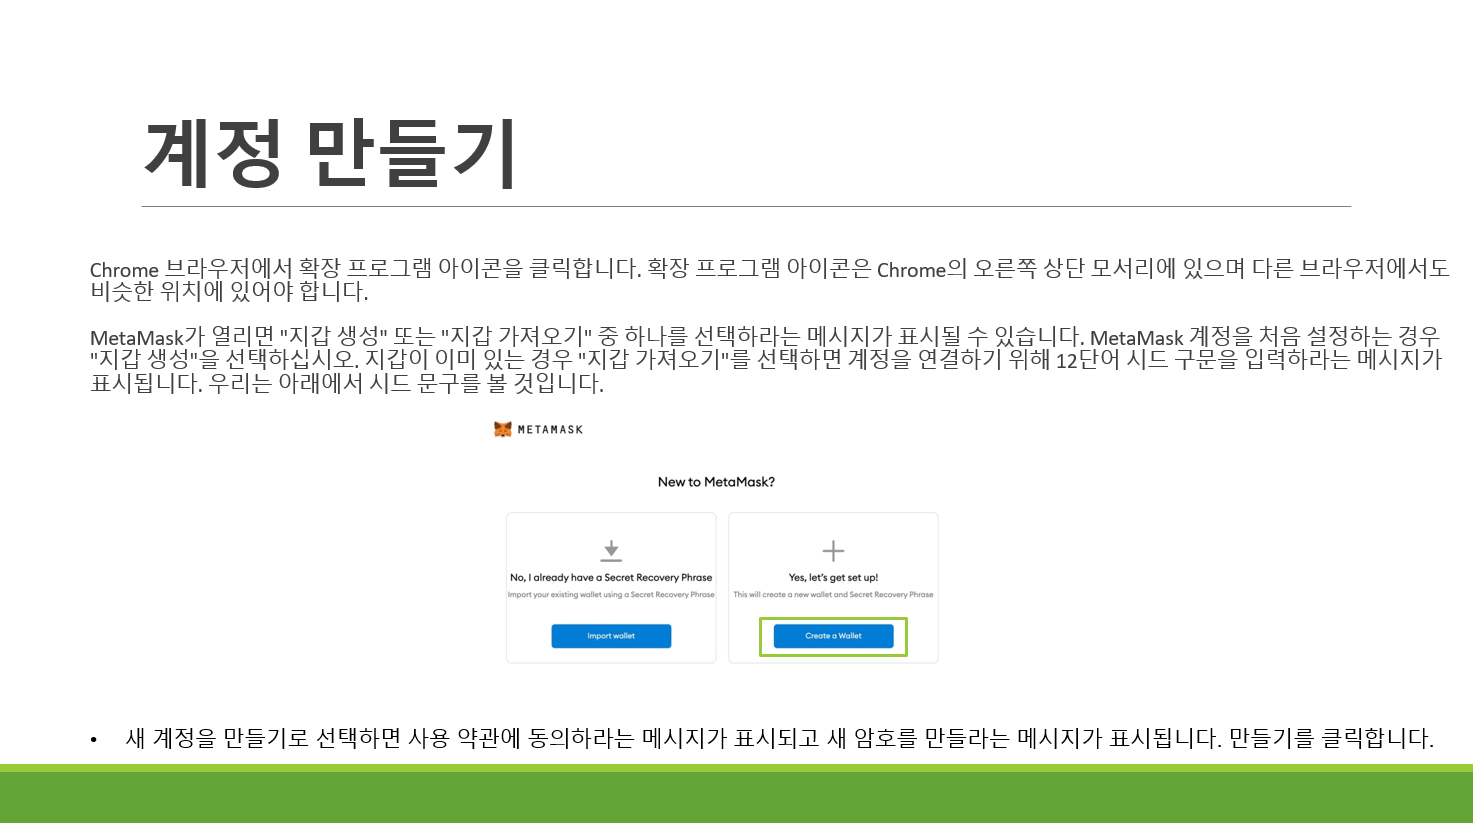 계정 만들기
Chrome 브라우저에서 확장 프로그램 아이콘을 클릭합니다. 확장 프로그램 아이콘은 Chrome의 오른쪽 상단 모서리에 있으며 다른 브라우저에서도
비슷한 위치에 있어야 합니다.
MetaMask가 열리면 "지갑 생성" 또는 "지갑 가져오기" 중 하나를 선택하라는 메시지가 표시될 수 있습니다. MetaMask 계정을 처음 설정하는 경우
"지갑 생성"을 선택하십시오. 지갑이 이미 있는 경우 "지갑 가져오기"를 선택하면 계정을 연결하기 위해 12단어 시드 구문을 입력하라는 메시지가
표시됩니다. 우리는 아래에서 시드 문구를 볼 것입니다.
METAMASK
New to MetaMask?
No, I already have a Secret Recovery Phrase
Import your existing wallet using a Secret Recovery Phrase
Import wallet
Yes, let's get set up!
This will create a new wallet and Secret Recovery Phrase
Create a Wallet
• 새 계정을 만들기로 선택하면 사용 약관에 동의하라는 메시지가 표시되고 새 암호를 만들라는 메시지가 표시됩니다. 만들기를 클릭합니다.